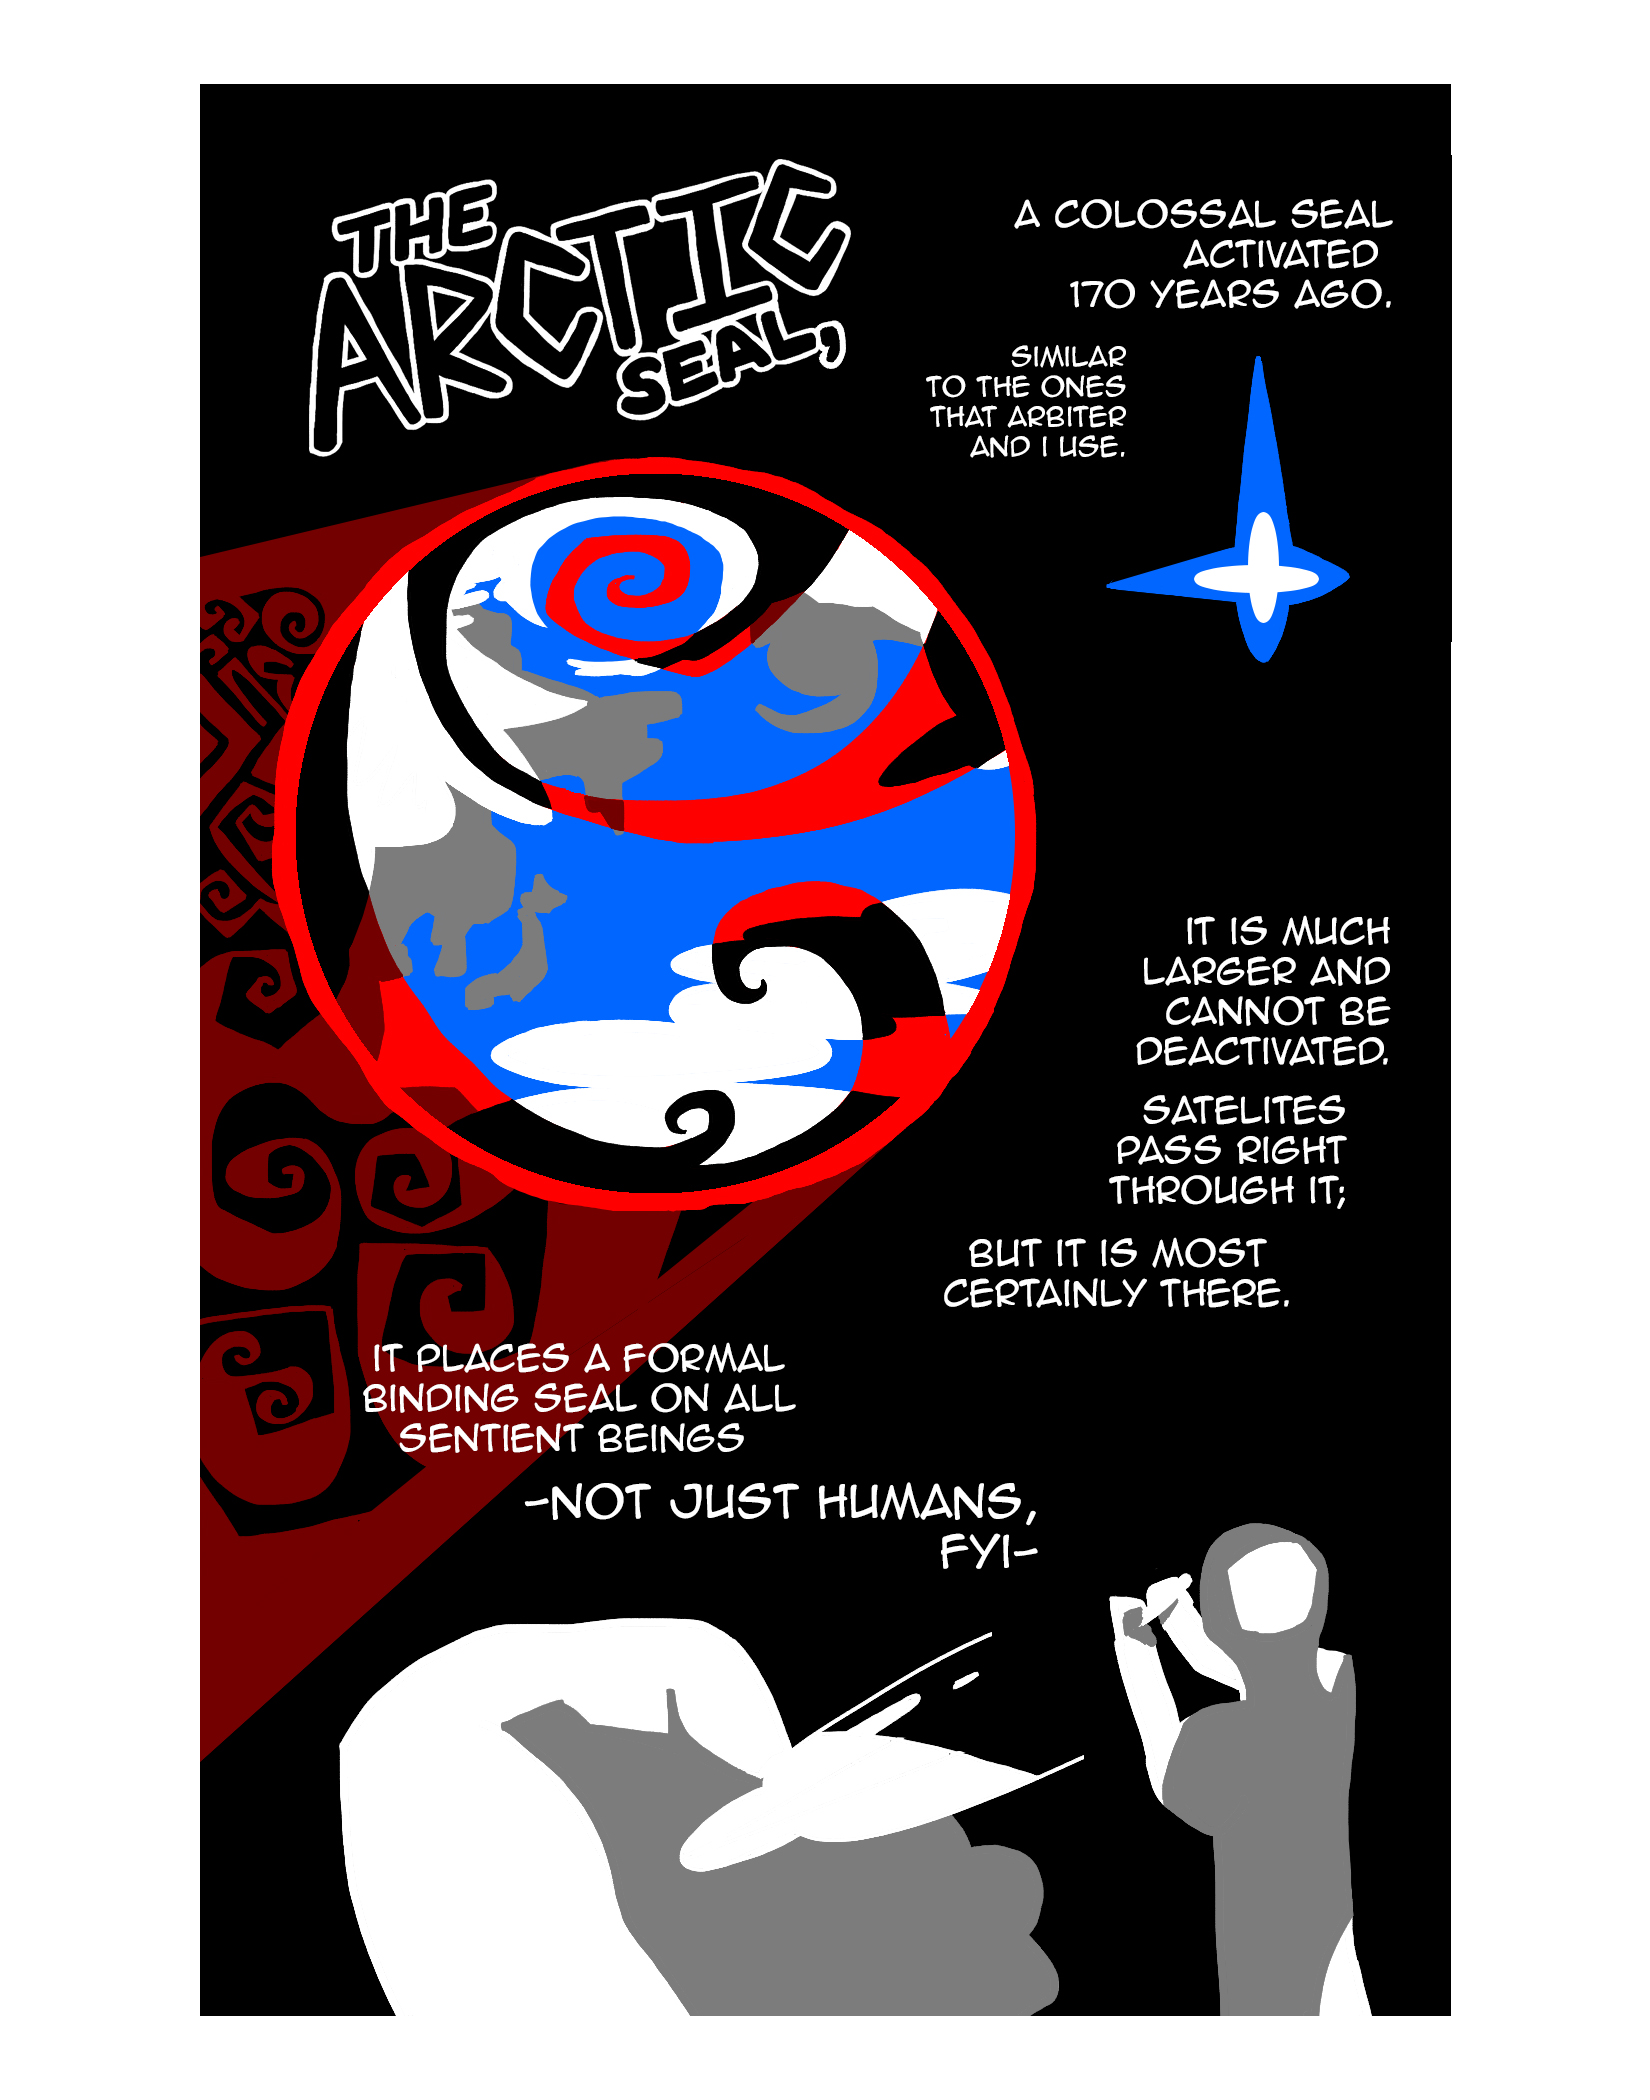 THE
ARCTIC
SEAL,
A COLOSSAL SEAL
ACTIVATED
170 YEARS AGO.
SIMILAR
TO THE ONES
THAT ARBITER
AND I USE.
IT IS MUCH
LARGER AND
CANNOT BE
DEACTIVATED.
SATELITES
PASS RIGHT
THROUGH IT;
BUT IT IS MOST
CERTAINLY THERE.
IT PLACES A FORMAL
BINDING SEAL ON ALL
SENTIENT BEINGS
-NOT JUST HUMANS,
FYI-